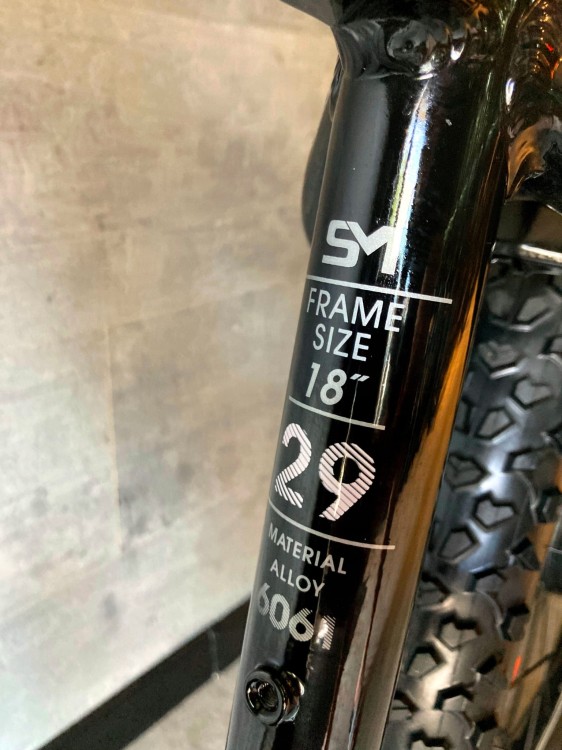 SM
FRAME
SIZE
18”
29
MATERIAL
ALLOY
6061